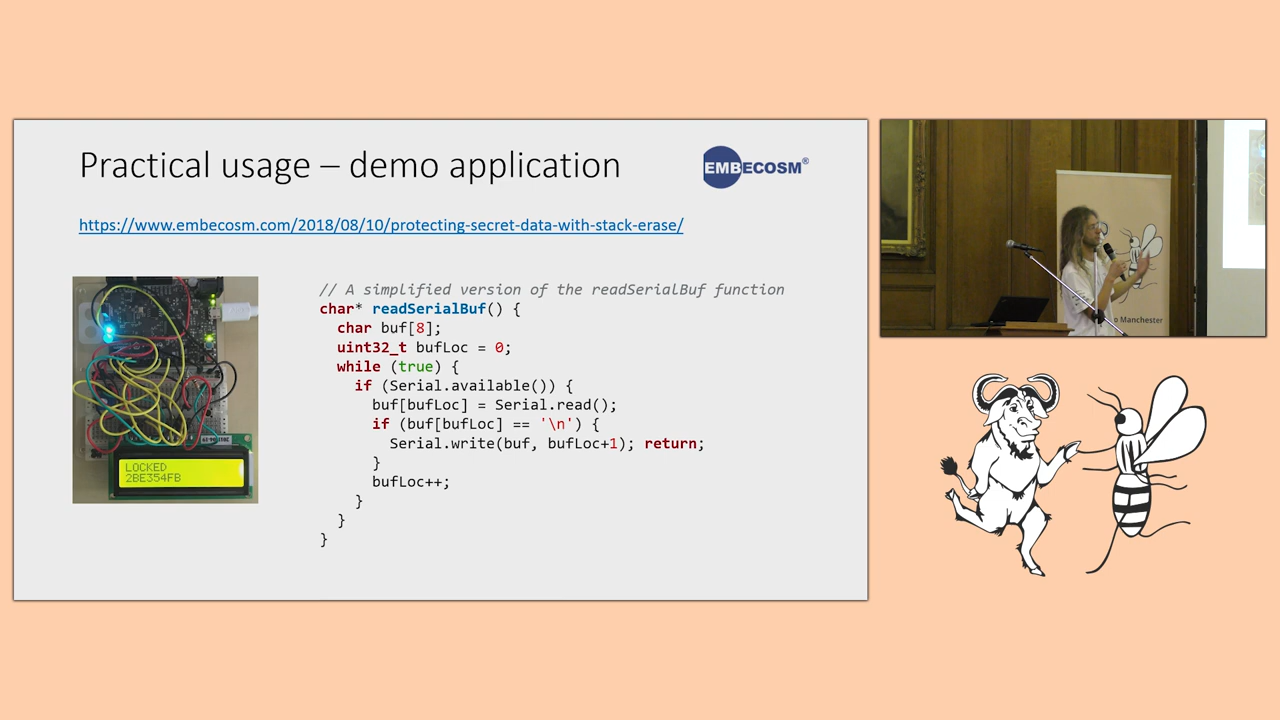 Practical usage – demo application
EMBECOSM®
https://www.embecosm.com/2018/08/10/protecting-secret-data-with-stack-erase/
// A simplified version of the readSerialBuf function
char* readSerialBuf() {
char buf[8];
uint32_t bufLoc = 0;
while (true) {
if (Serial.available()) {
buf[bufLoc] = Serial.read();
if (buf[bufLoc] == '\n') {
Serial.write(buf, bufLoc+1); return;
}
bufLoc++;
}
}
}
LOCKED
2BE354FB
o Manchester